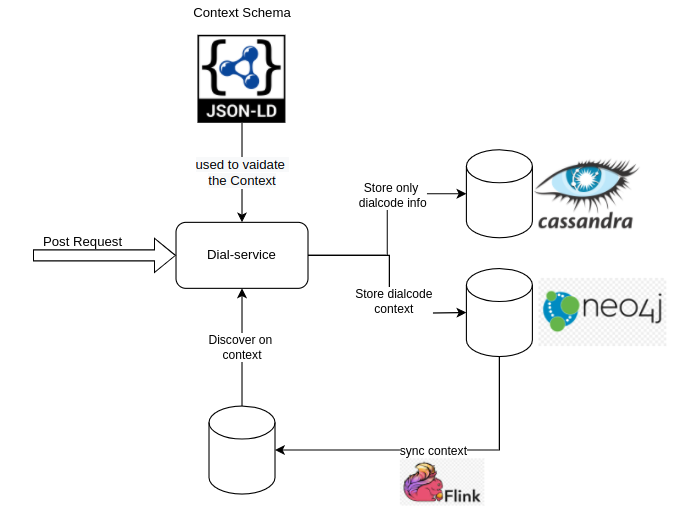 Context Schema
JSON-LD
used to vaidate
the Context
Store only
dialcode info
cassandra
Post Request
Dial-service
Store dialcode
context
neo4j
Discover on
context
sync context
Flink